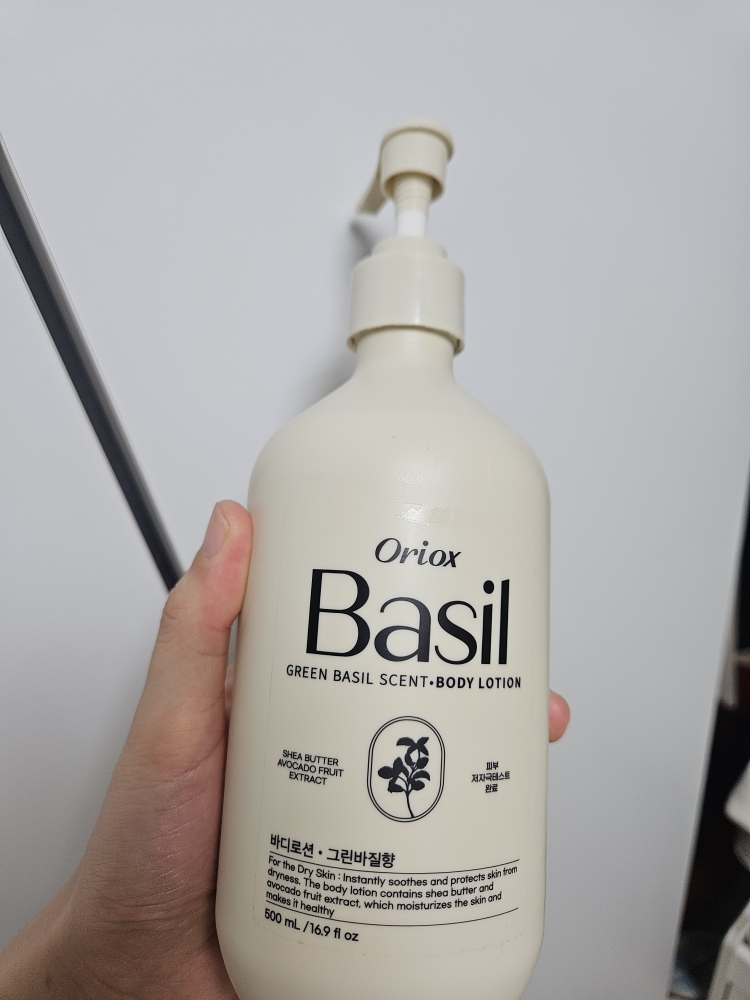 Oriox
Basil
GREEN BASIL SCENT•BODY LOTION
SHEA BUTTER
AVOCADO FRUIT
EXTRACT
피부
저자극테스트
완료
바디로션 • 그린바질향
For the Dry Skin : Instantly soothes and protects skin from
dryness. The body lotion contains shea butter and
avocado fruit extract, which moisturizes the skin and
makes it healthy
500 mL / 16.9 fl oz